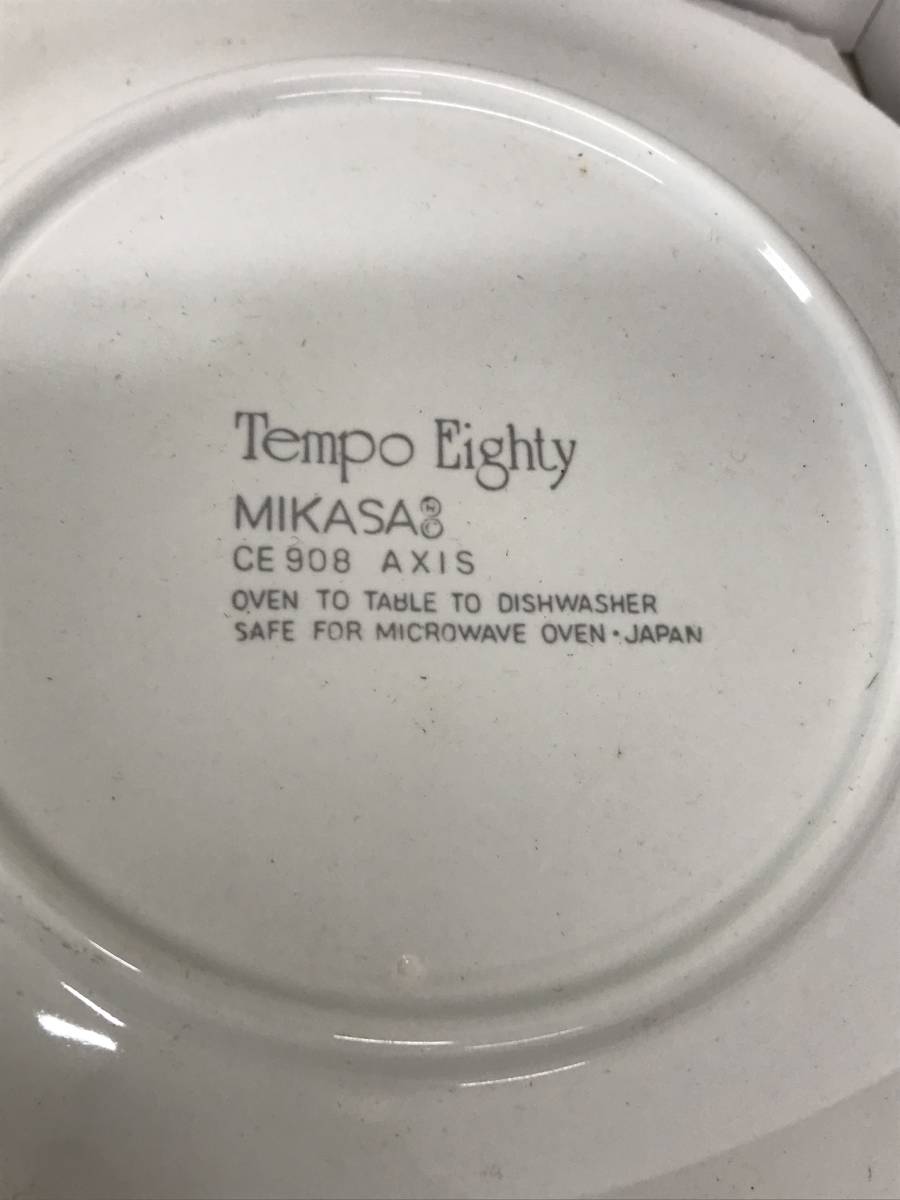 Tempo Eighty
MIKASA
CE 908 AXIS
OVEN TO TABLE TO DISHWASHER
SAFE FOR MICROWAVE OVEN • JAPAN